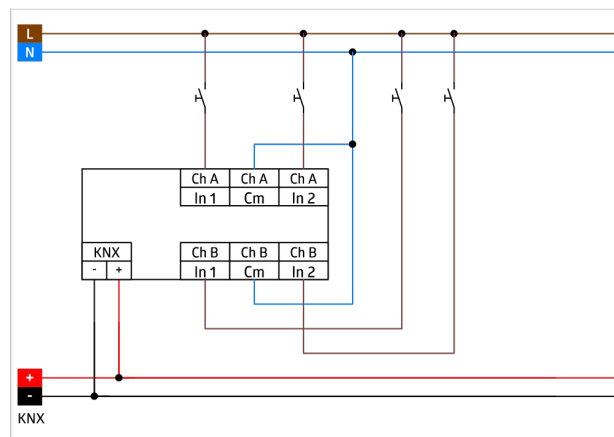 L
N
Ch A Ch A Ch A
In 1 Cm In 2
KNX
- +
Ch B Ch B Ch B
In 1 Cm In 2
+
-
KNX